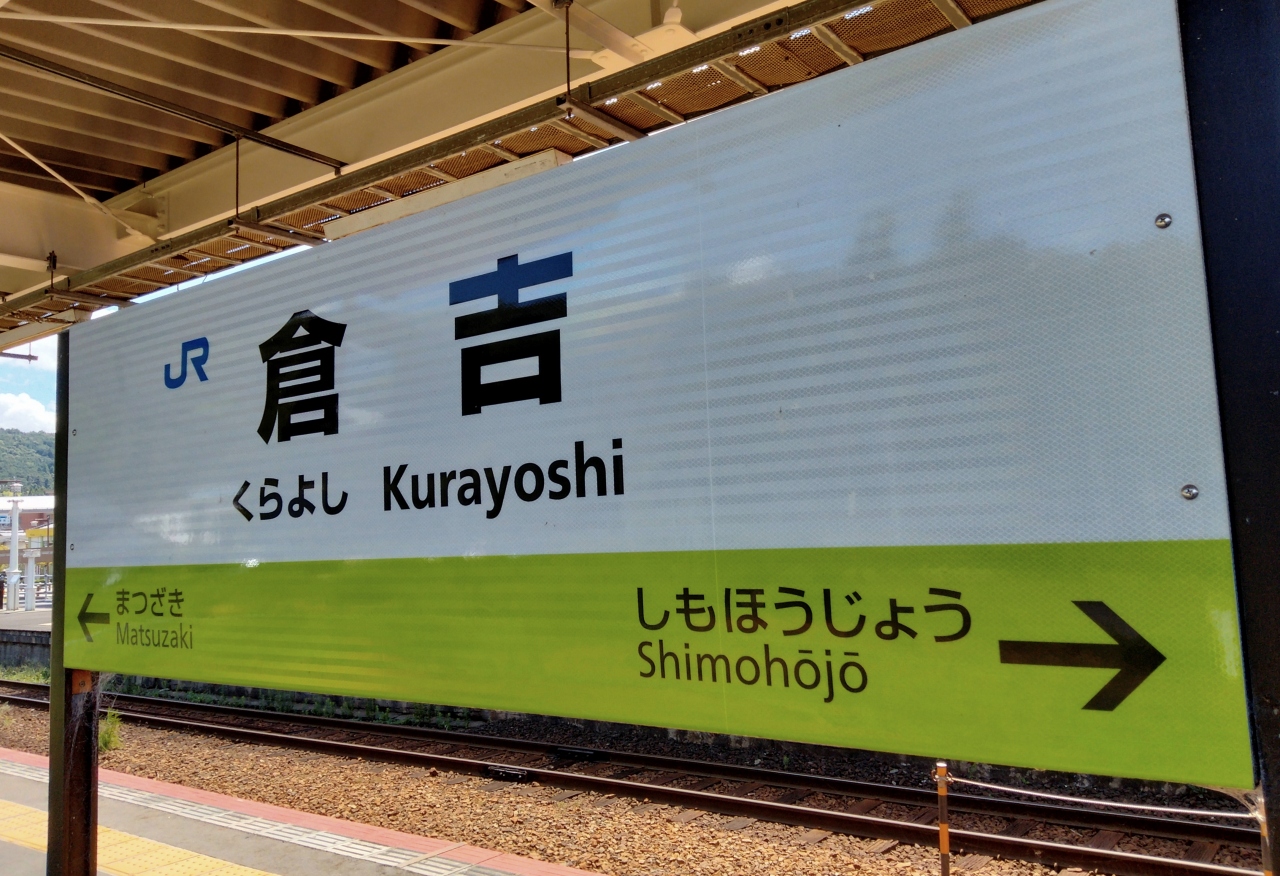 JR 倉吉
くらよし Kurayoshi
まつざき
Matsuzaki
しもほうじょう
Shimohōjō